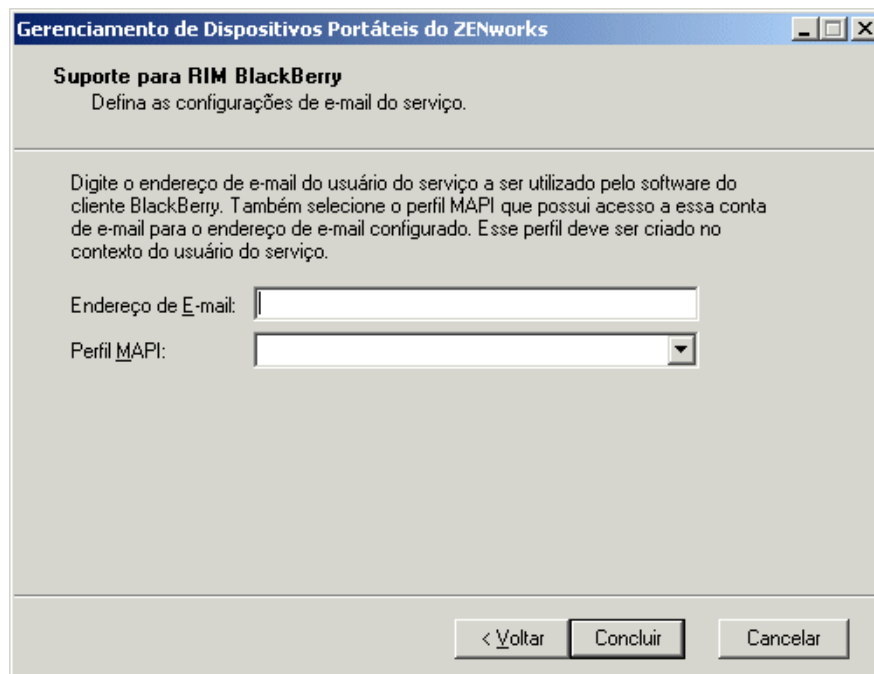 Gerenciamento de Dispositivos Portáteis do ZENworks
Suporte para RIM BlackBerry
Defina as configurações de e-mail do serviço.
Digite o endereço de e-mail do usuário do serviço a ser utilizado pelo software do
cliente BlackBerry. Também selecione o perfil MAPI que possui acesso a essa conta
de e-mail para o endereço de e-mail configurado. Esse perfil deve ser criado no
contexto do usuário do serviço.
Endereço de E-mail:
Perfil MAPI:
< Voltar
Concluir
Cancelar